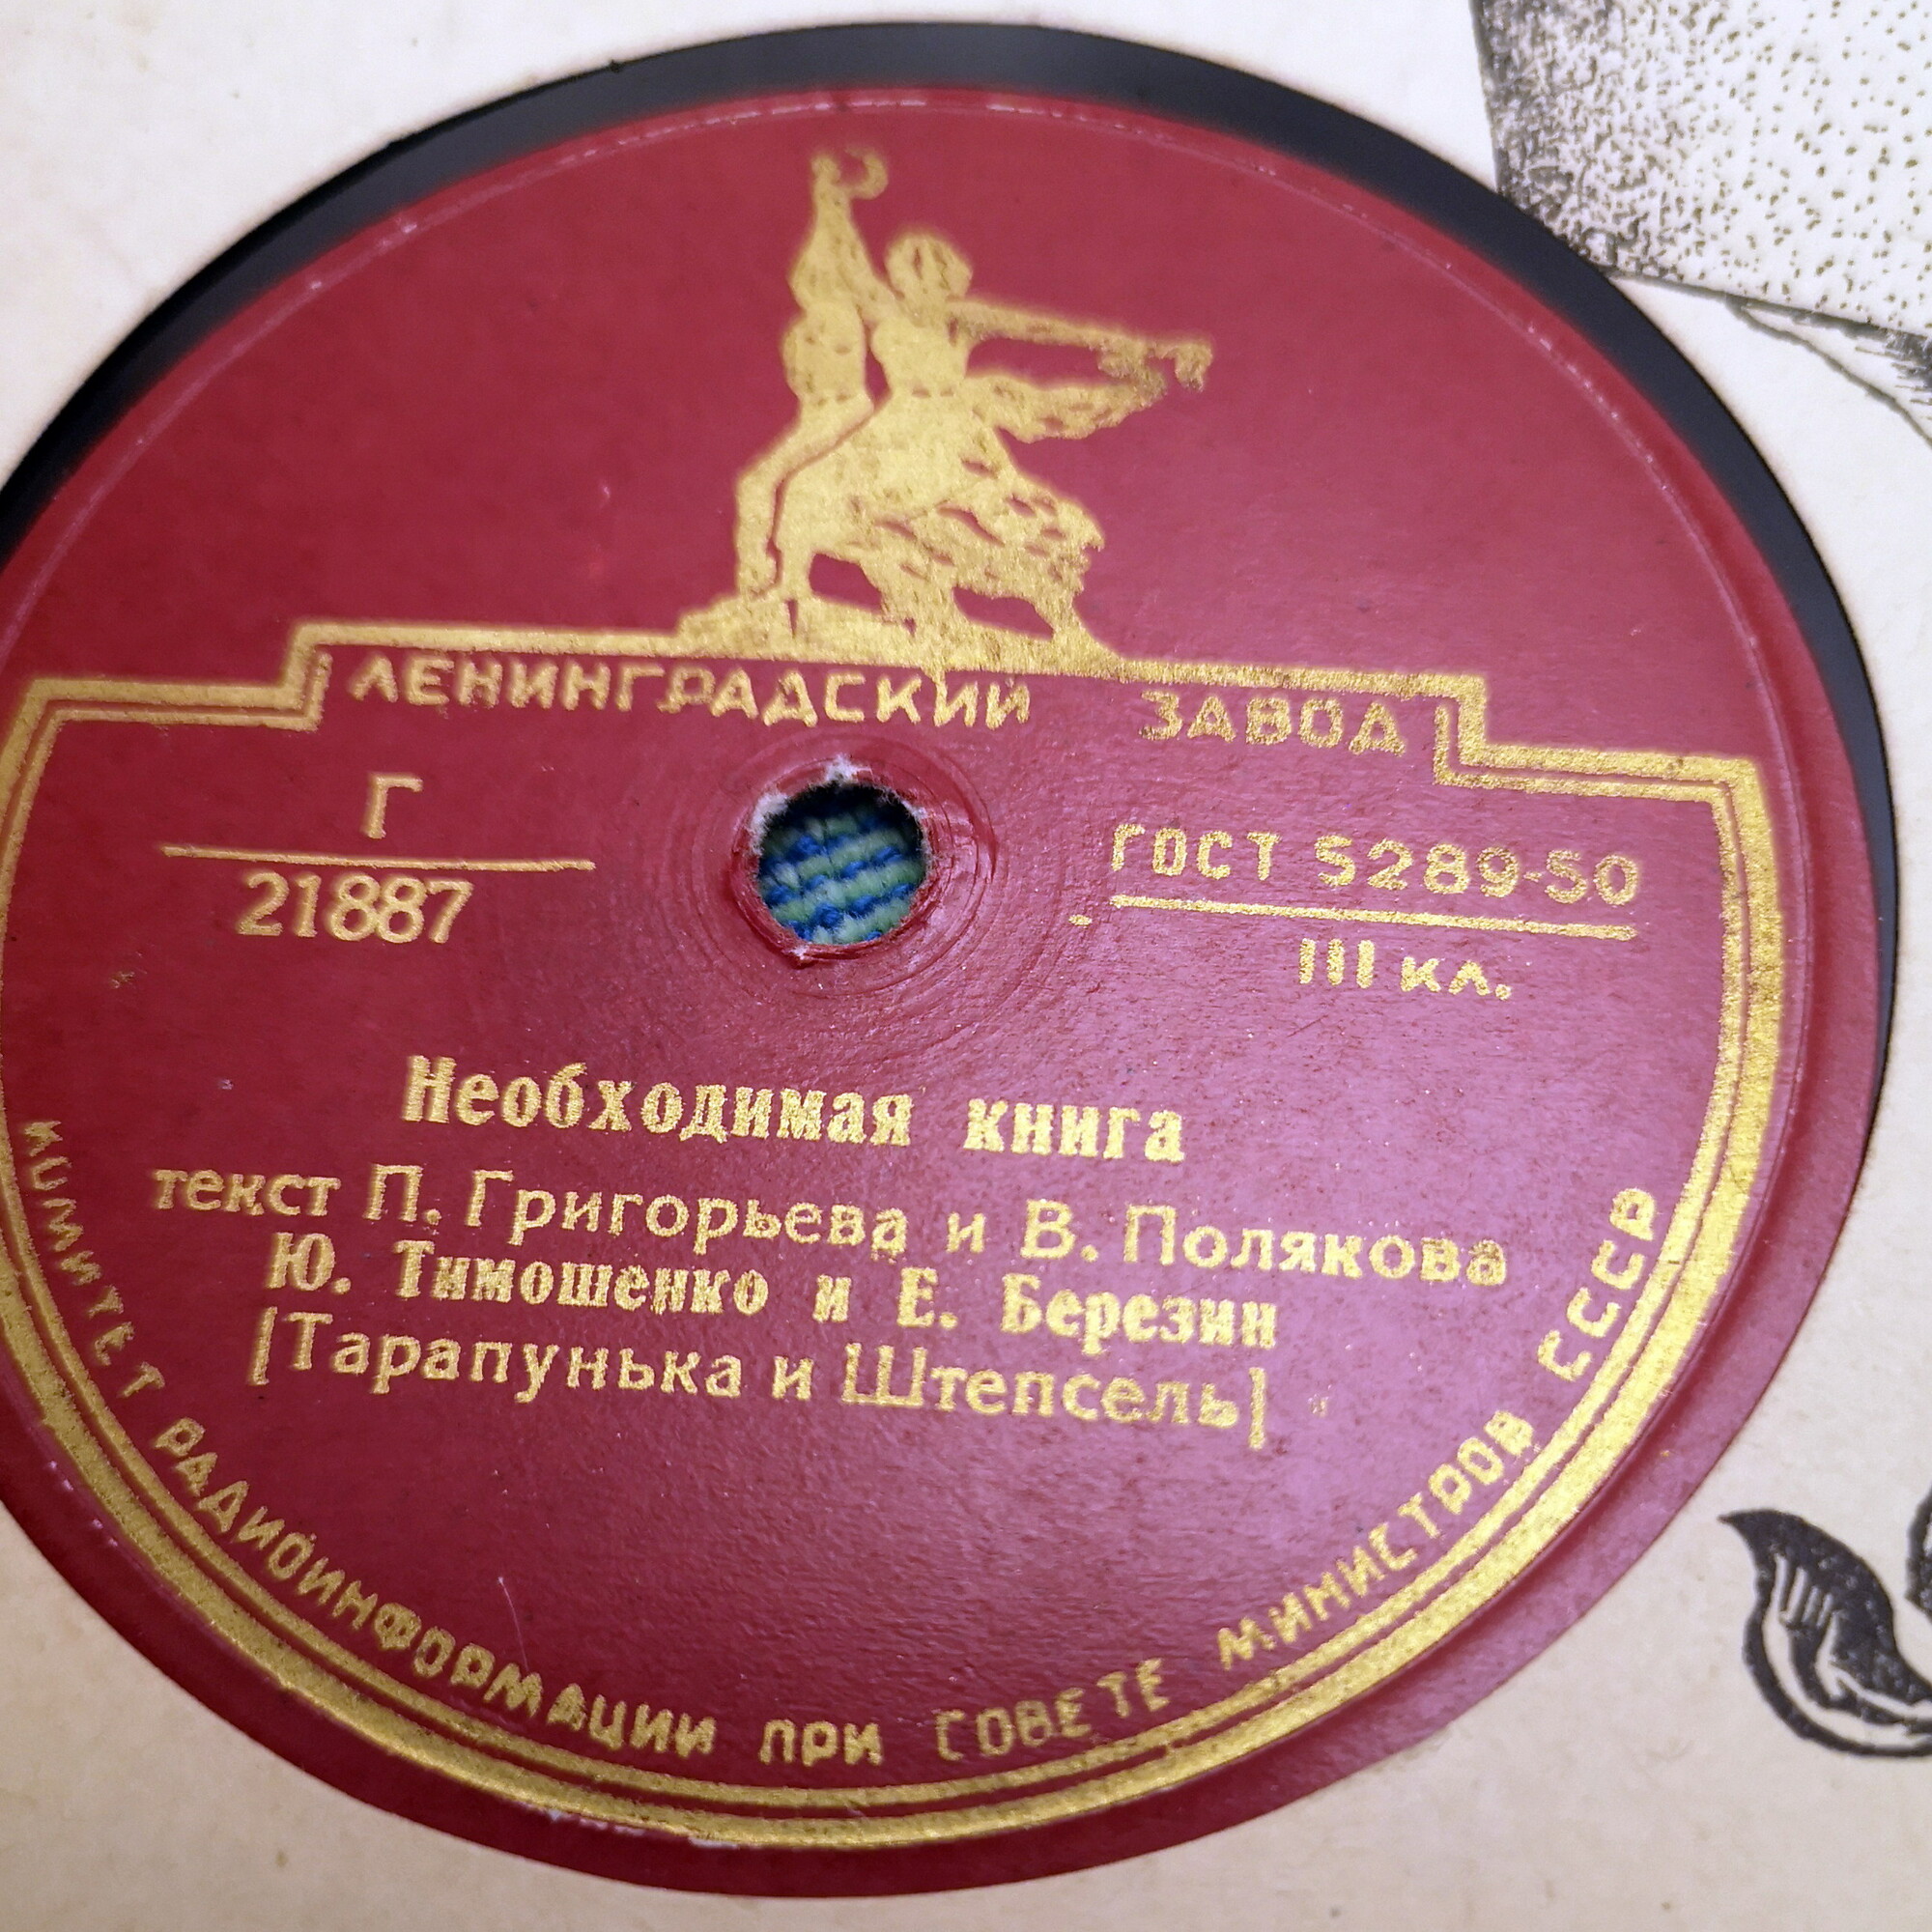 ЛЕНИНГРАДСКИЙ ЗАВОД
Г
21887
ГОСТ 5289-50
III кл.
Необходимая книга
текст П. Григорьева и В. Полякова
Ю. Тимошенко и Е. Березин
[Тарапунька и Штепсель]
КОМИТЕТ РАДИОИНФОРМАЦИИ ПРИ СОВЕТЕ МИНИСТРОВ СССР